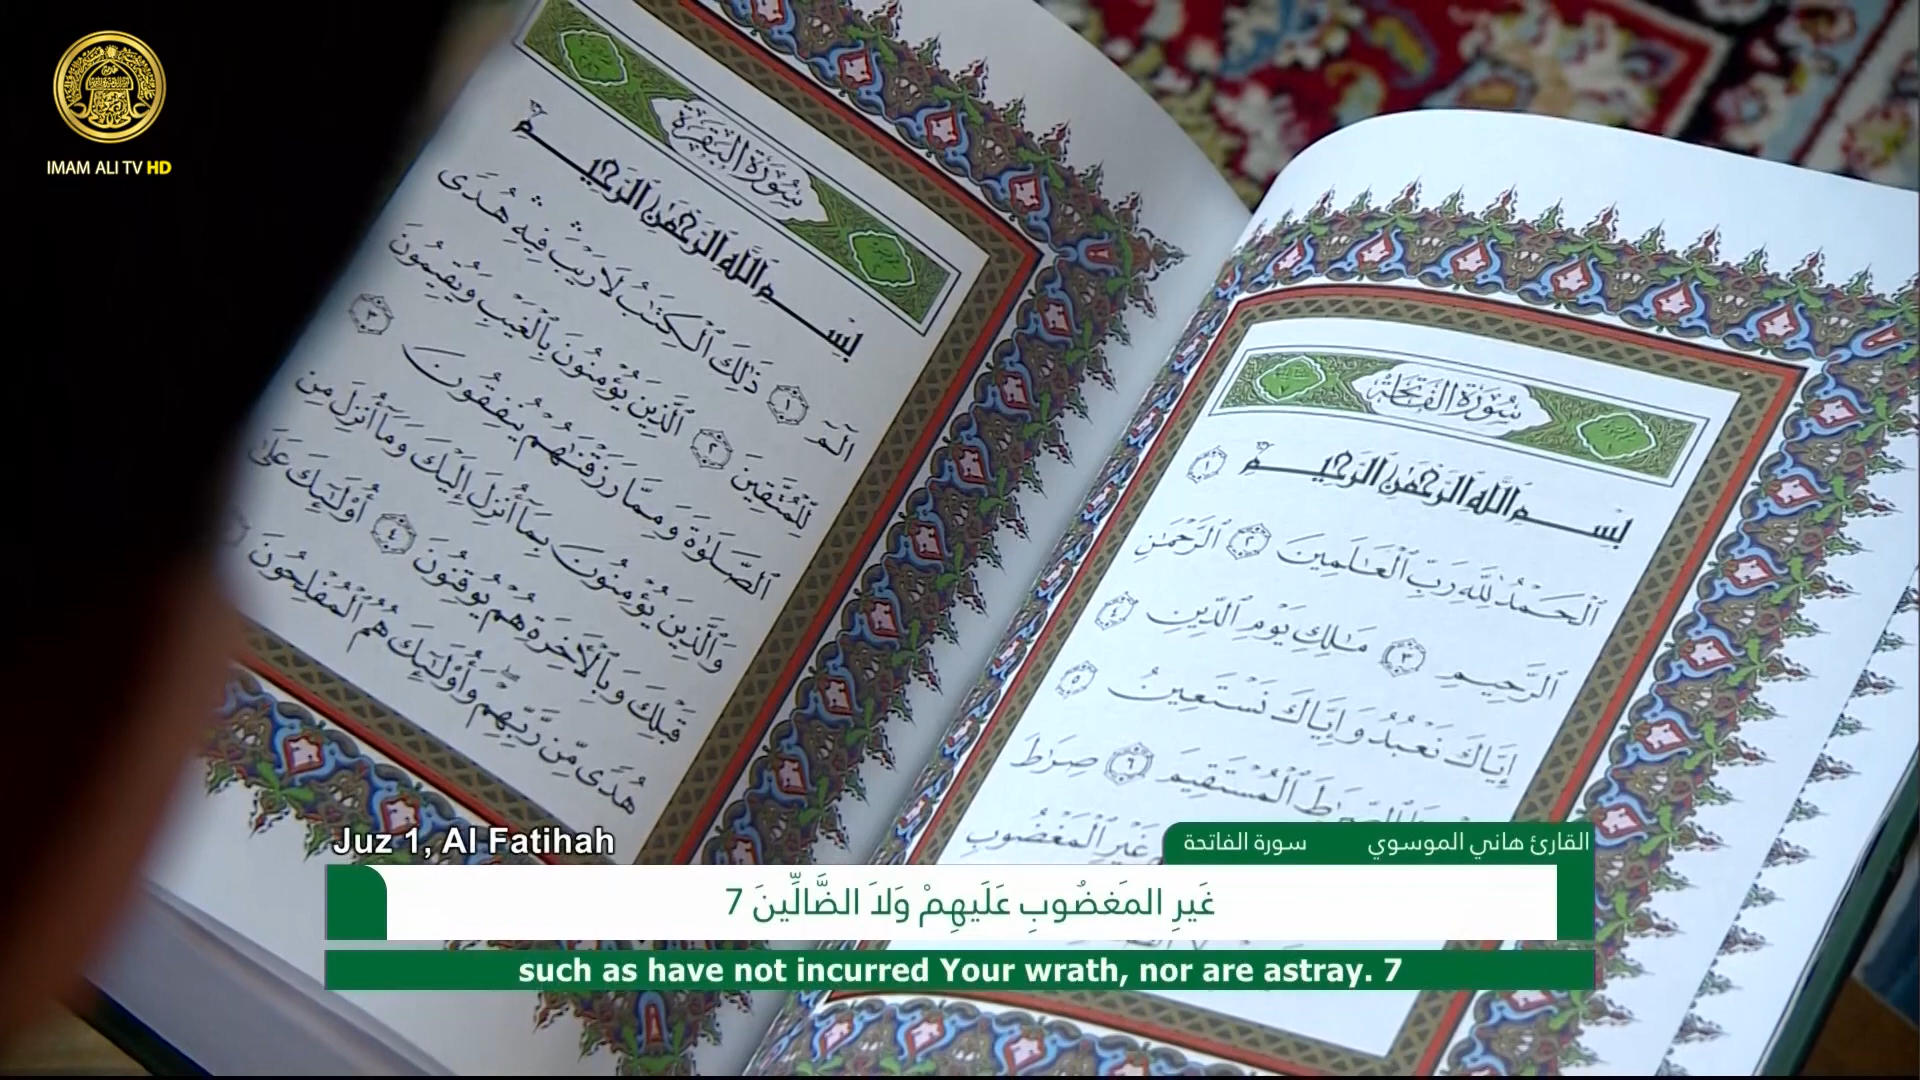 IMAM ALI TV HD
سُورَةُ الفَاتِحَةِ
بِسْمِ ٱللَّهِ ٱلرَّحْمَٰنِ ٱلرَّحِيمِ ١
ٱلْحَمْدُ لِلَّهِ رَبِّ ٱلْعَٰلَمِينَ ٢ ٱلرَّحْمَٰنِ
ٱلرَّحِيمِ ٣ مَٰلِكِ يَوْمِ ٱلدِّينِ ٤
إِيَّاكَ نَعْبُدُ وَإِيَّاكَ نَسْتَعِينُ ٥
ٱلصِّرَٰطَ ٱلْمُسْتَقِيمَ ٦ صِرَٰطَ
غَيْرِ ٱلْمَغْضُوبِ
سُورَةُ البَقَرَةِ
بِسْمِ ٱللَّهِ ٱلرَّحْمَٰنِ ٱلرَّحِيمِ
الٓمٓ ١ ذَٰلِكَ ٱلْكِتَٰبُ لَا رَيْبَ ۛ فِيهِ ۛ هُدًى
لِّلْمُتَّقِينَ ٢ ٱلَّذِينَ يُؤْمِنُونَ بِٱلْغَيْبِ وَيُقِيمُونَ
ٱلصَّلَوٰةَ وَمِمَّا رَزَقْنَٰهُمْ يُنفِقُونَ ٣
وَٱلَّذِينَ يُؤْمِنُونَ بِمَآ أُنزِلَ إِلَيْكَ وَمَآ أُنزِلَ مِن
قَبْلِكَ وَبِٱلْءَاخِرَةِ هُمْ يُوقِنُونَ ٤ أُو۟لَٰٓئِكَ عَلَىٰ
هُدًى مِّن رَّبِّهِمْ ۖ وَأُو۟لَٰٓئِكَ هُمُ ٱلْمُفْلِحُونَ
Juz 1, Al Fatihah
القارئ هاني الموسوي سورة الفاتحة
غَيرِ المَغضُوبِ عَلَيهِمْ وَلاَ الضَّالِّينَ 7
such as have not incurred Your wrath, nor are astray. 7